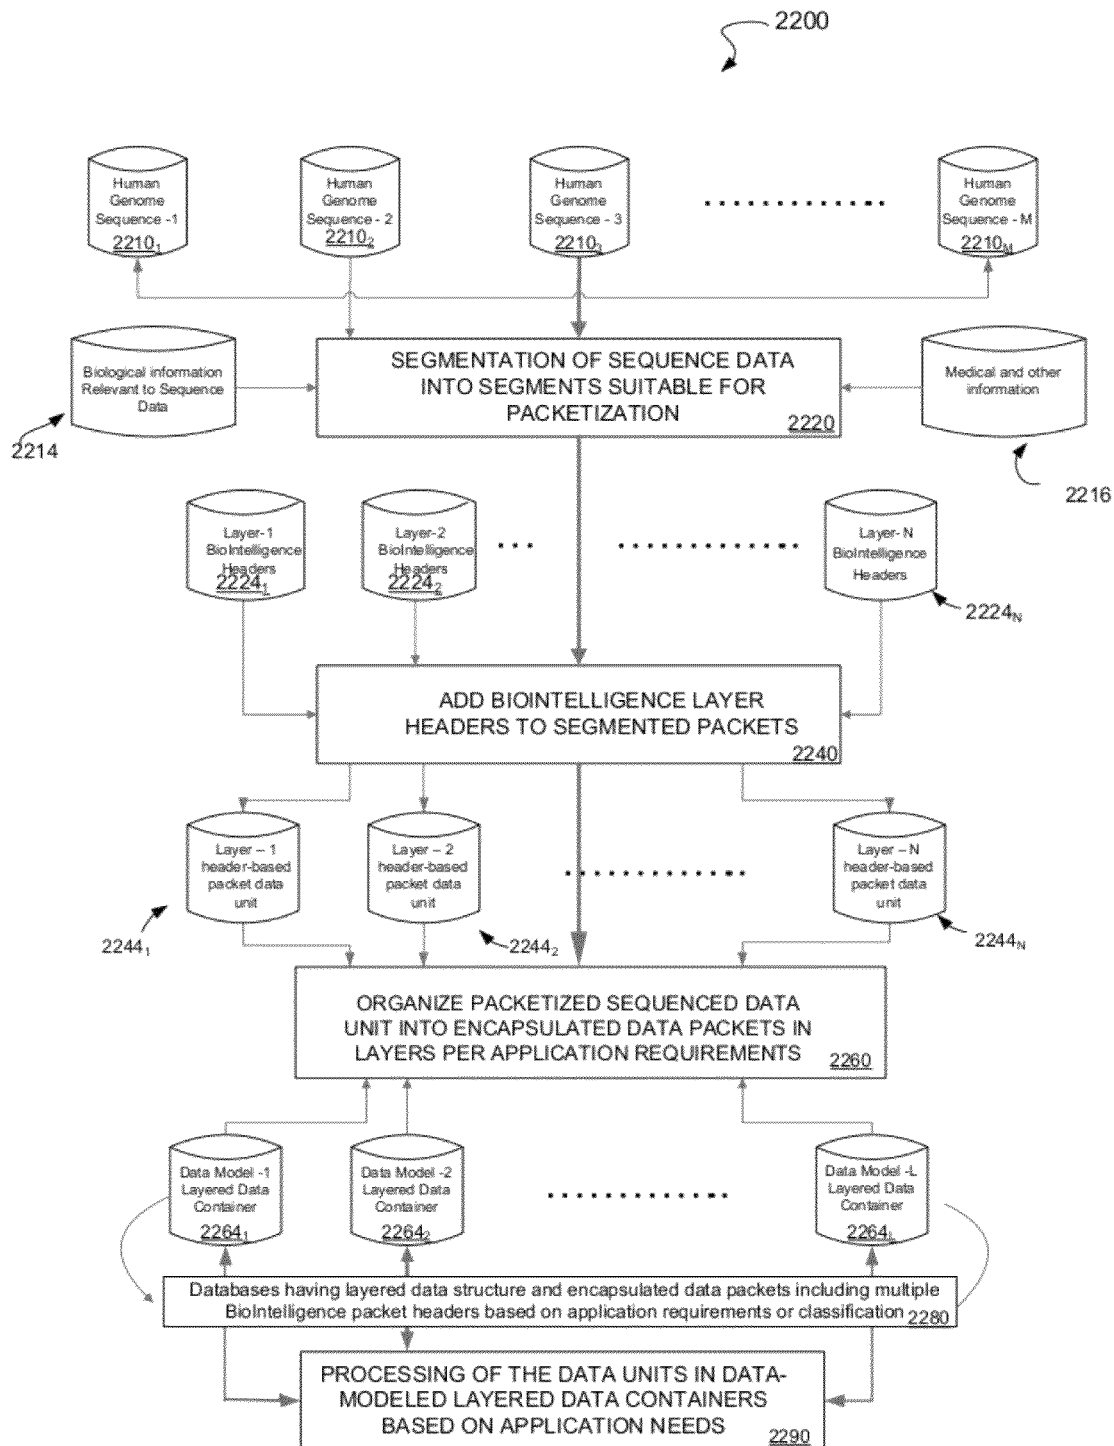 2200
Human
Genome
Sequence -1
2210₁
Human
Genome
Sequence - 2
2210₂
Human
Genome
Sequence - 3
2210₃
Human
Genome
Sequence - M
2210M
Biological information
Relevant to Sequence
Data
2214
SEGMENTATION OF SEQUENCE DATA
INTO SEGMENTS SUITABLE FOR
PACKETIZATION
2220
Medical and other
information
2216
Layer-1
BioIntelligence
Headers
2224₁
Layer-2
BioIntelligence
Headers
2224₂
Layer- N
BioIntelligence
Headers
2224N
ADD BIOINTELLIGENCE LAYER
HEADERS TO SEGMENTED PACKETS
2240
Layer – 1
header-based
packet data
unit
2244₁
Layer – 2
header-based
packet data
unit
2244₂
Layer – N
header-based
packet data
unit
2244N
ORGANIZE PACKETIZED SEQUENCED DATA
UNIT INTO ENCAPSULATED DATA PACKETS IN
LAYERS PER APPLICATION REQUIREMENTS
2260
Data Model -1
Layered Data
Container
2264₁
Data Model -2
Layered Data
Container
2264₂
Data Model -L
Layered Data
Container
2264L
Databases having layered data structure and encapsulated data packets including multiple
BioIntelligence packet headers based on application requirements or classification
2280
PROCESSING OF THE DATA UNITS IN DATA-
MODELED LAYERED DATA CONTAINERS
BASED ON APPLICATION NEEDS
2290